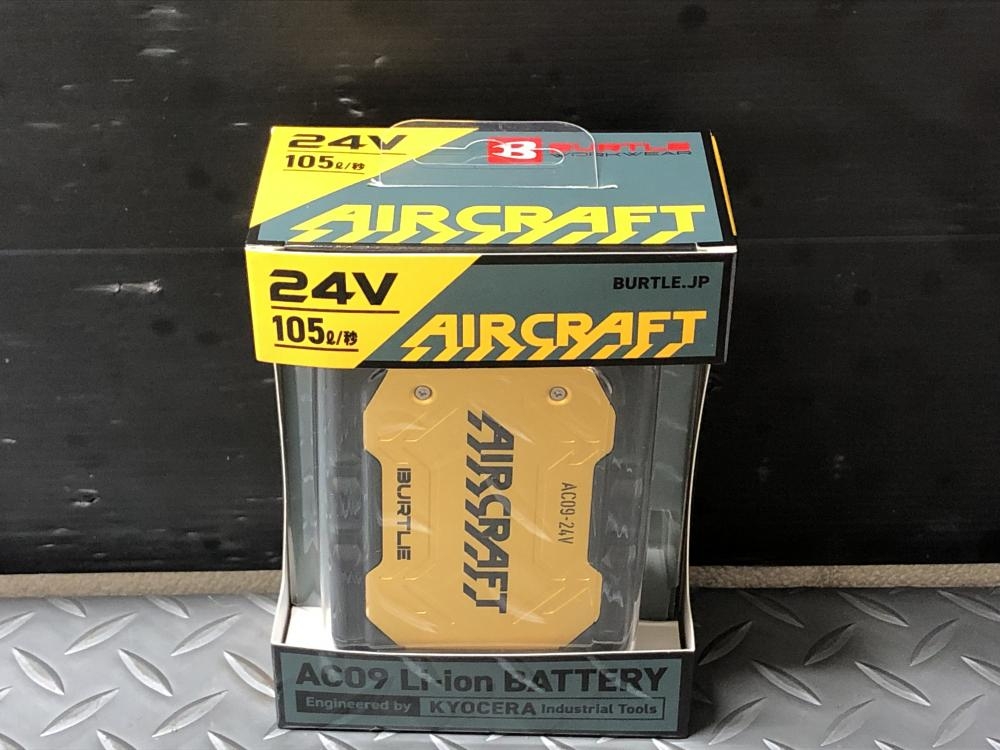 24V
105ℓ/秒
B BURTLE
WORKWEAR
AIRCRAFT
24V
105ℓ/秒
BURTLE.JP
AIRCRAFT
BURTLE
AIRCRAFT
AC09-24V
AC09 Li-ion BATTERY
Engineered by KYOCERA Industrial Tools